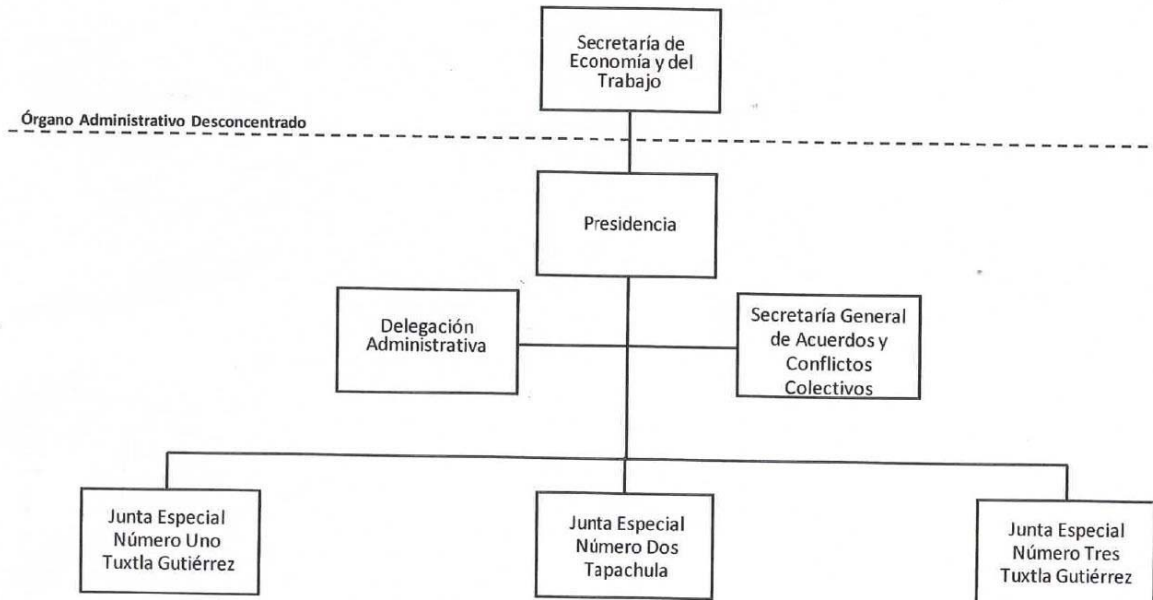 Secretaría de
Economía y del
Trabajo
Órgano Administrativo Desconcentrado
Presidencia
Delegación
Administrativa
Secretaría General
de Acuerdos y
Conflictos
Colectivos
Junta Especial
Número Uno
Tuxtla Gutiérrez
Junta Especial
Número Dos
Tapachula
Junta Especial
Número Tres
Tuxtla Gutiérrez